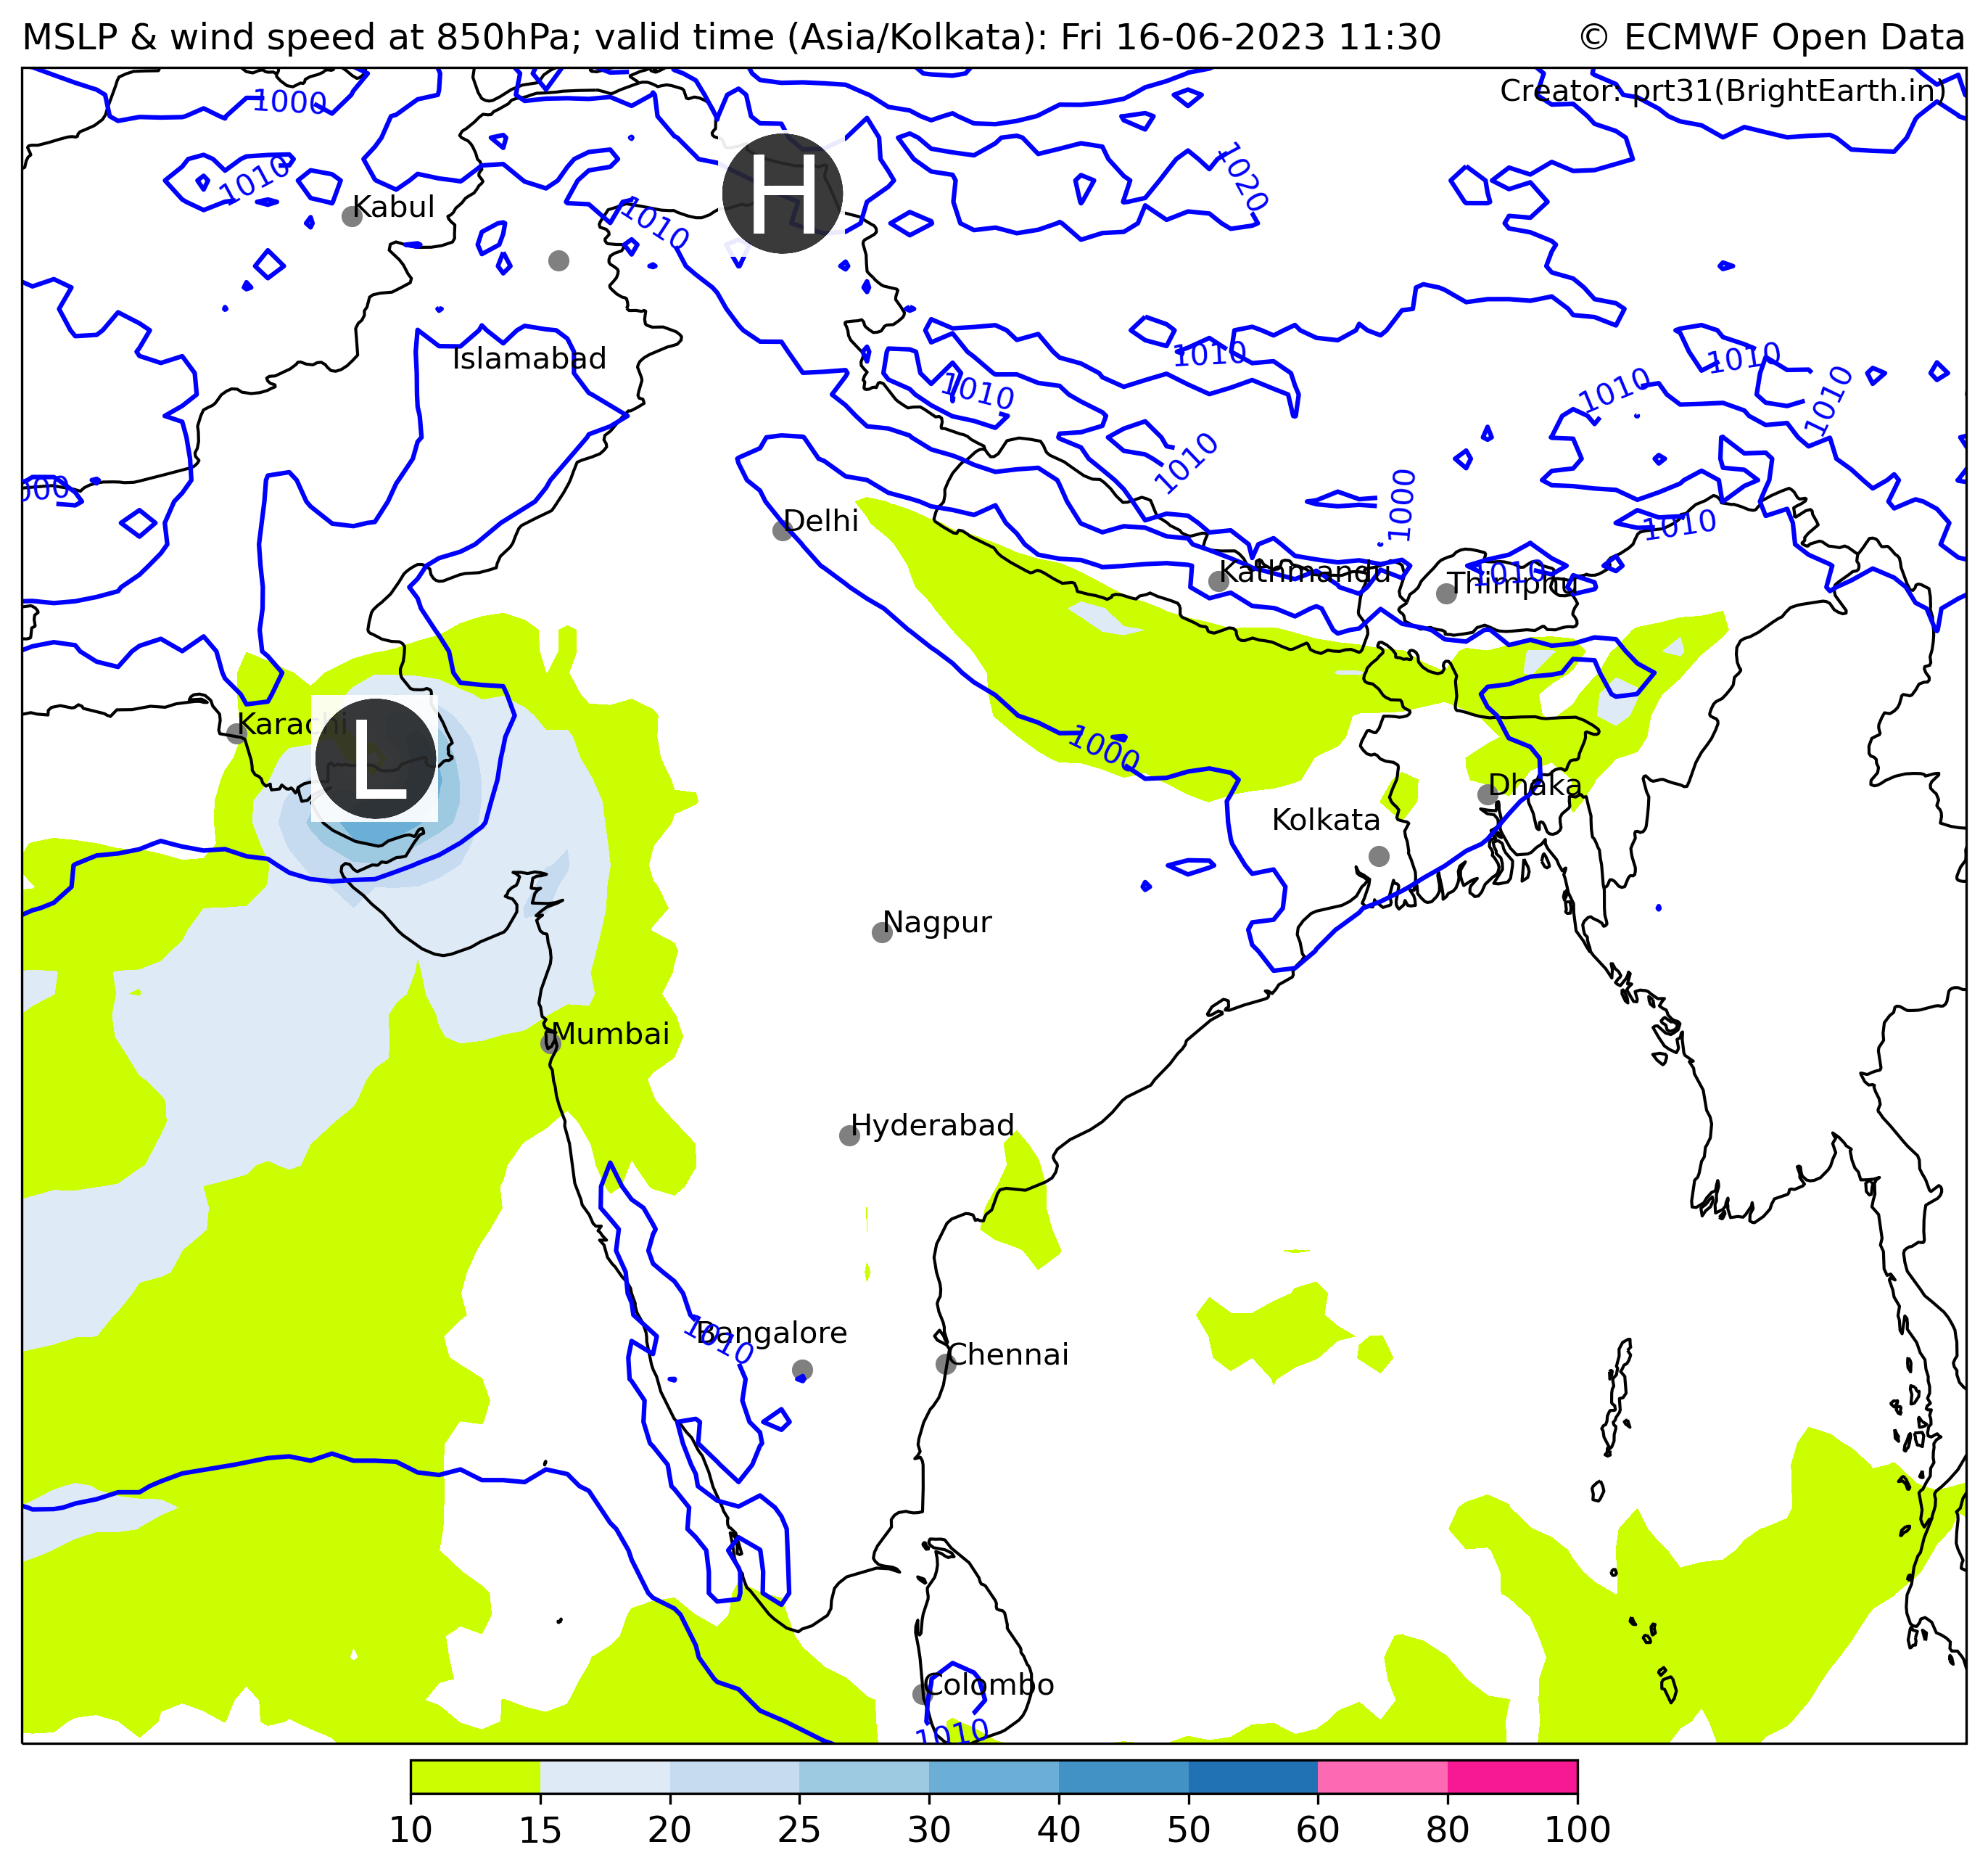 MSLP & wind speed at 850hPa; valid time (Asia/Kolkata): Fri 16-06-2023 11:30
© ECMWF Open Data
Creator: prt31(BrightEarth.in)
1000
H
1010
1020
Kabul
1010
Islamabad
1010
1010
1010
1010
1010
1010
1000
000
Delhi
1010
Kathmandu
1010
Thimphu
Karachi
L
1000
Dhaka
Kolkata
Nagpur
Mumbai
Hyderabad
Bangalore
1010
Chennai
Colombo
1010
10 15 20 25 30 40 50 60 80 100